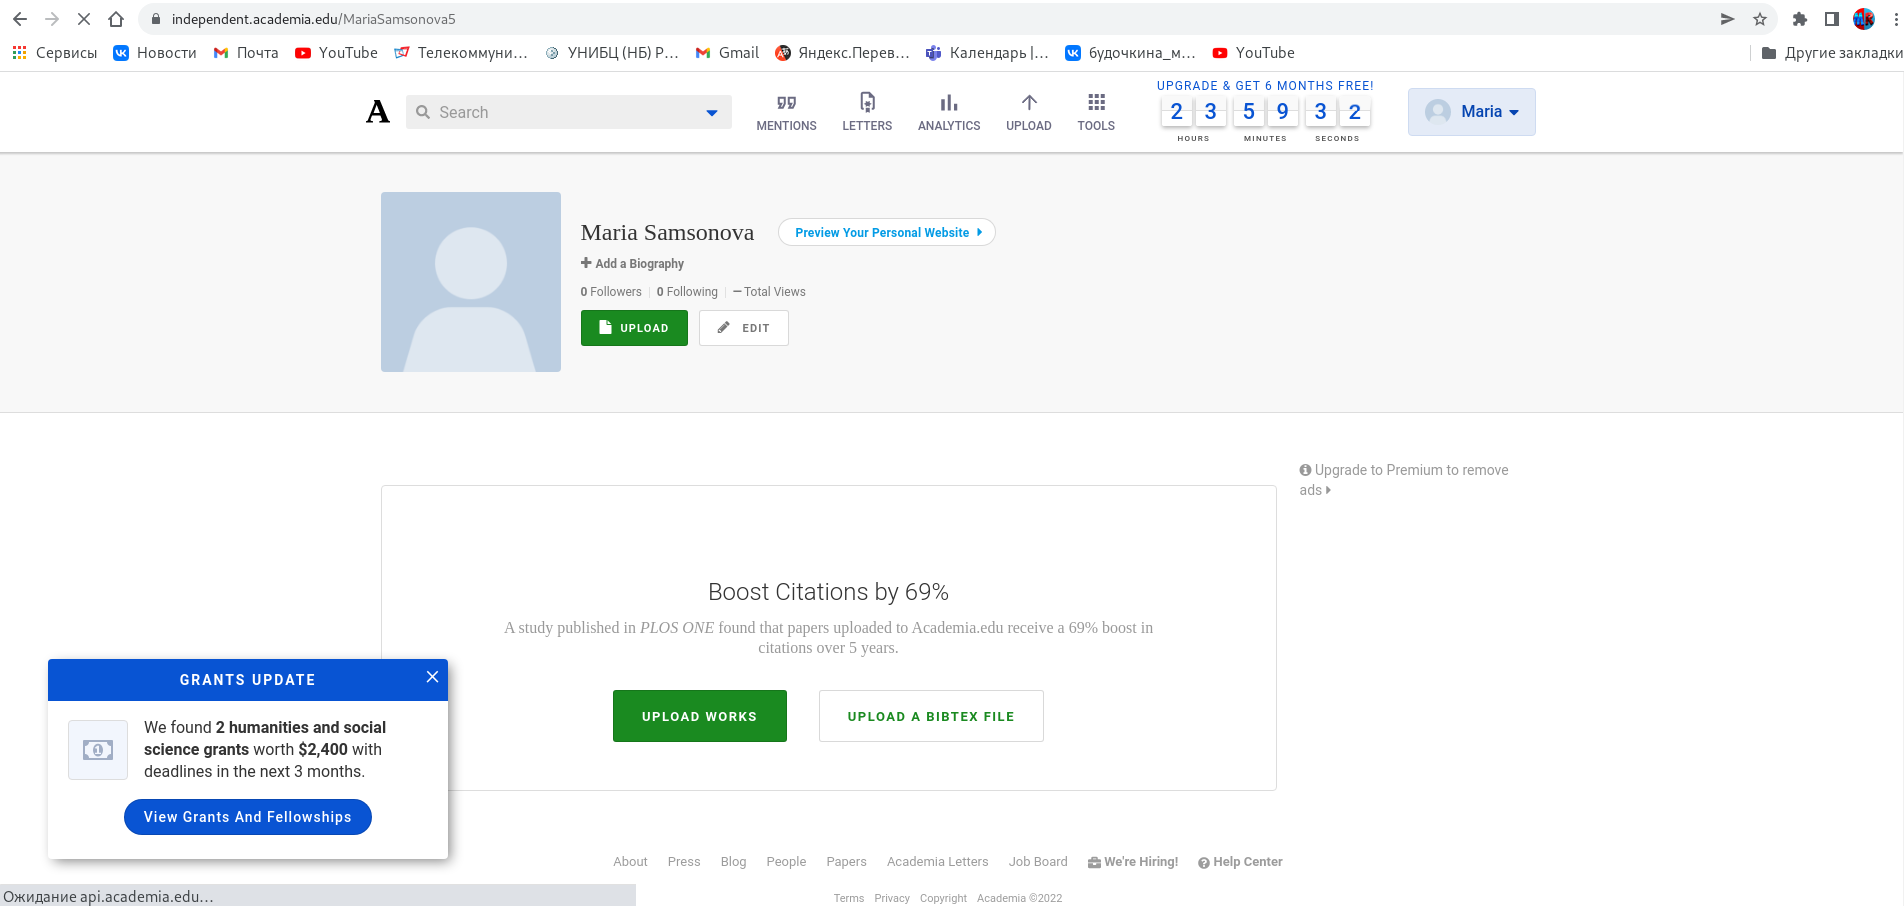 independent.academia.edu/MariaSamsonova5
Сервисы Новости Почта YouTube Телекоммуни... УНИБЦ (НБ) Р... Gmail Яндекс.Перев... Календарь |... будочкина_м... YouTube Другие закладки
A Search MENTIONS LETTERS ANALYTICS UPLOAD TOOLS
UPGRADE & GET 6 MONTHS FREE!
2 3 5 9 3 2
HOURS MINUTES SECONDS
Maria
Maria Samsonova Preview Your Personal Website
Add a Biography
0 Followers 0 Following — Total Views
UPLOAD EDIT
Upgrade to Premium to remove
ads
Boost Citations by 69%
A study published in PLOS ONE found that papers uploaded to Academia.edu receive a 69% boost in
citations over 5 years.
UPLOAD WORKS UPLOAD A BIBTEX FILE
GRANTS UPDATE
We found 2 humanities and social
science grants worth $2,400 with
deadlines in the next 3 months.
View Grants And Fellowships
About Press Blog People Papers Academia Letters Job Board We're Hiring! Help Center
Terms Privacy Copyright Academia ©2022
Ожидание api.academia.edu...